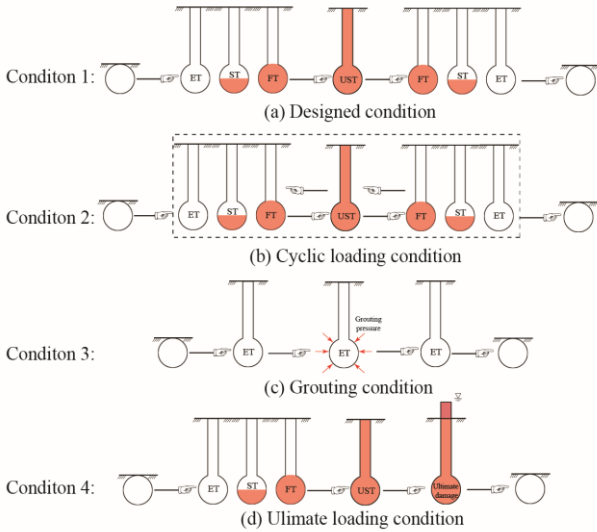 Conditon 1:
ET ST FT UST FT ST ET
(a) Designed condition
Conditon 2:
ET ST FT UST FT ST ET
(b) Cyclic loading condition
Grouting
pressure
Conditon 3:
ET ET ET
(c) Grouting condition
Conditon 4:
ET ST FT UST Ultimate
damage
(d) Ulimate loading condition